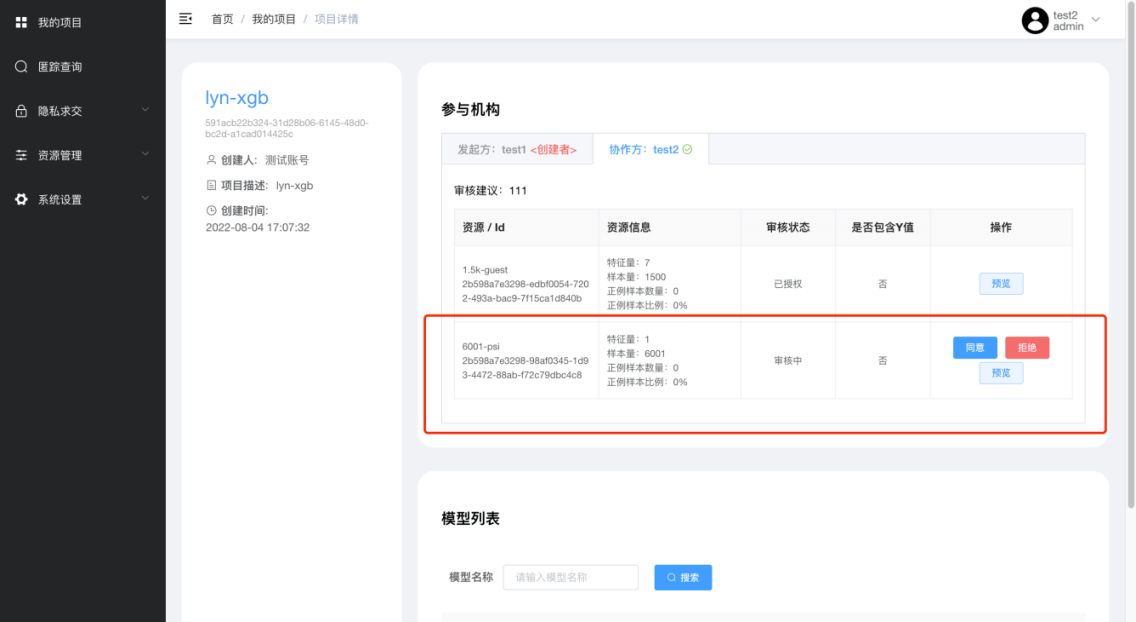 我的项目
匿踪查询
隐私求交
资源管理
系统设置
首页 / 我的项目 / 项目详情
test2
admin
lyn-xgb
591acb22b324-31d28b06-6145-48d0-
bc2d-a1cad014425c
创建人: 测试账号
项目描述: lyn-xgb
创建时间:
2022-08-04 17:07:32
参与机构
发起方: test1 <创建者>
协作方: test2
审核建议: 111
资源 / Id 资源信息 审核状态 是否包含Y值 操作
1.5k-guest
2b598a7e3298-edbf0054-720
2-493a-bac9-7f15ca1d840b
特征量: 7
样本量: 1500
正例样本数量: 0
正例样本比例: 0%
已授权
否
预览
6001-psi
2b598a7e3298-98af0345-1d9
3-4472-88ab-f72c79dbc4c8
特征量: 1
样本量: 6001
正例样本数量: 0
正例样本比例: 0%
审核中
否
同意 拒绝
预览
模型列表
模型名称 请输入模型名称 搜索